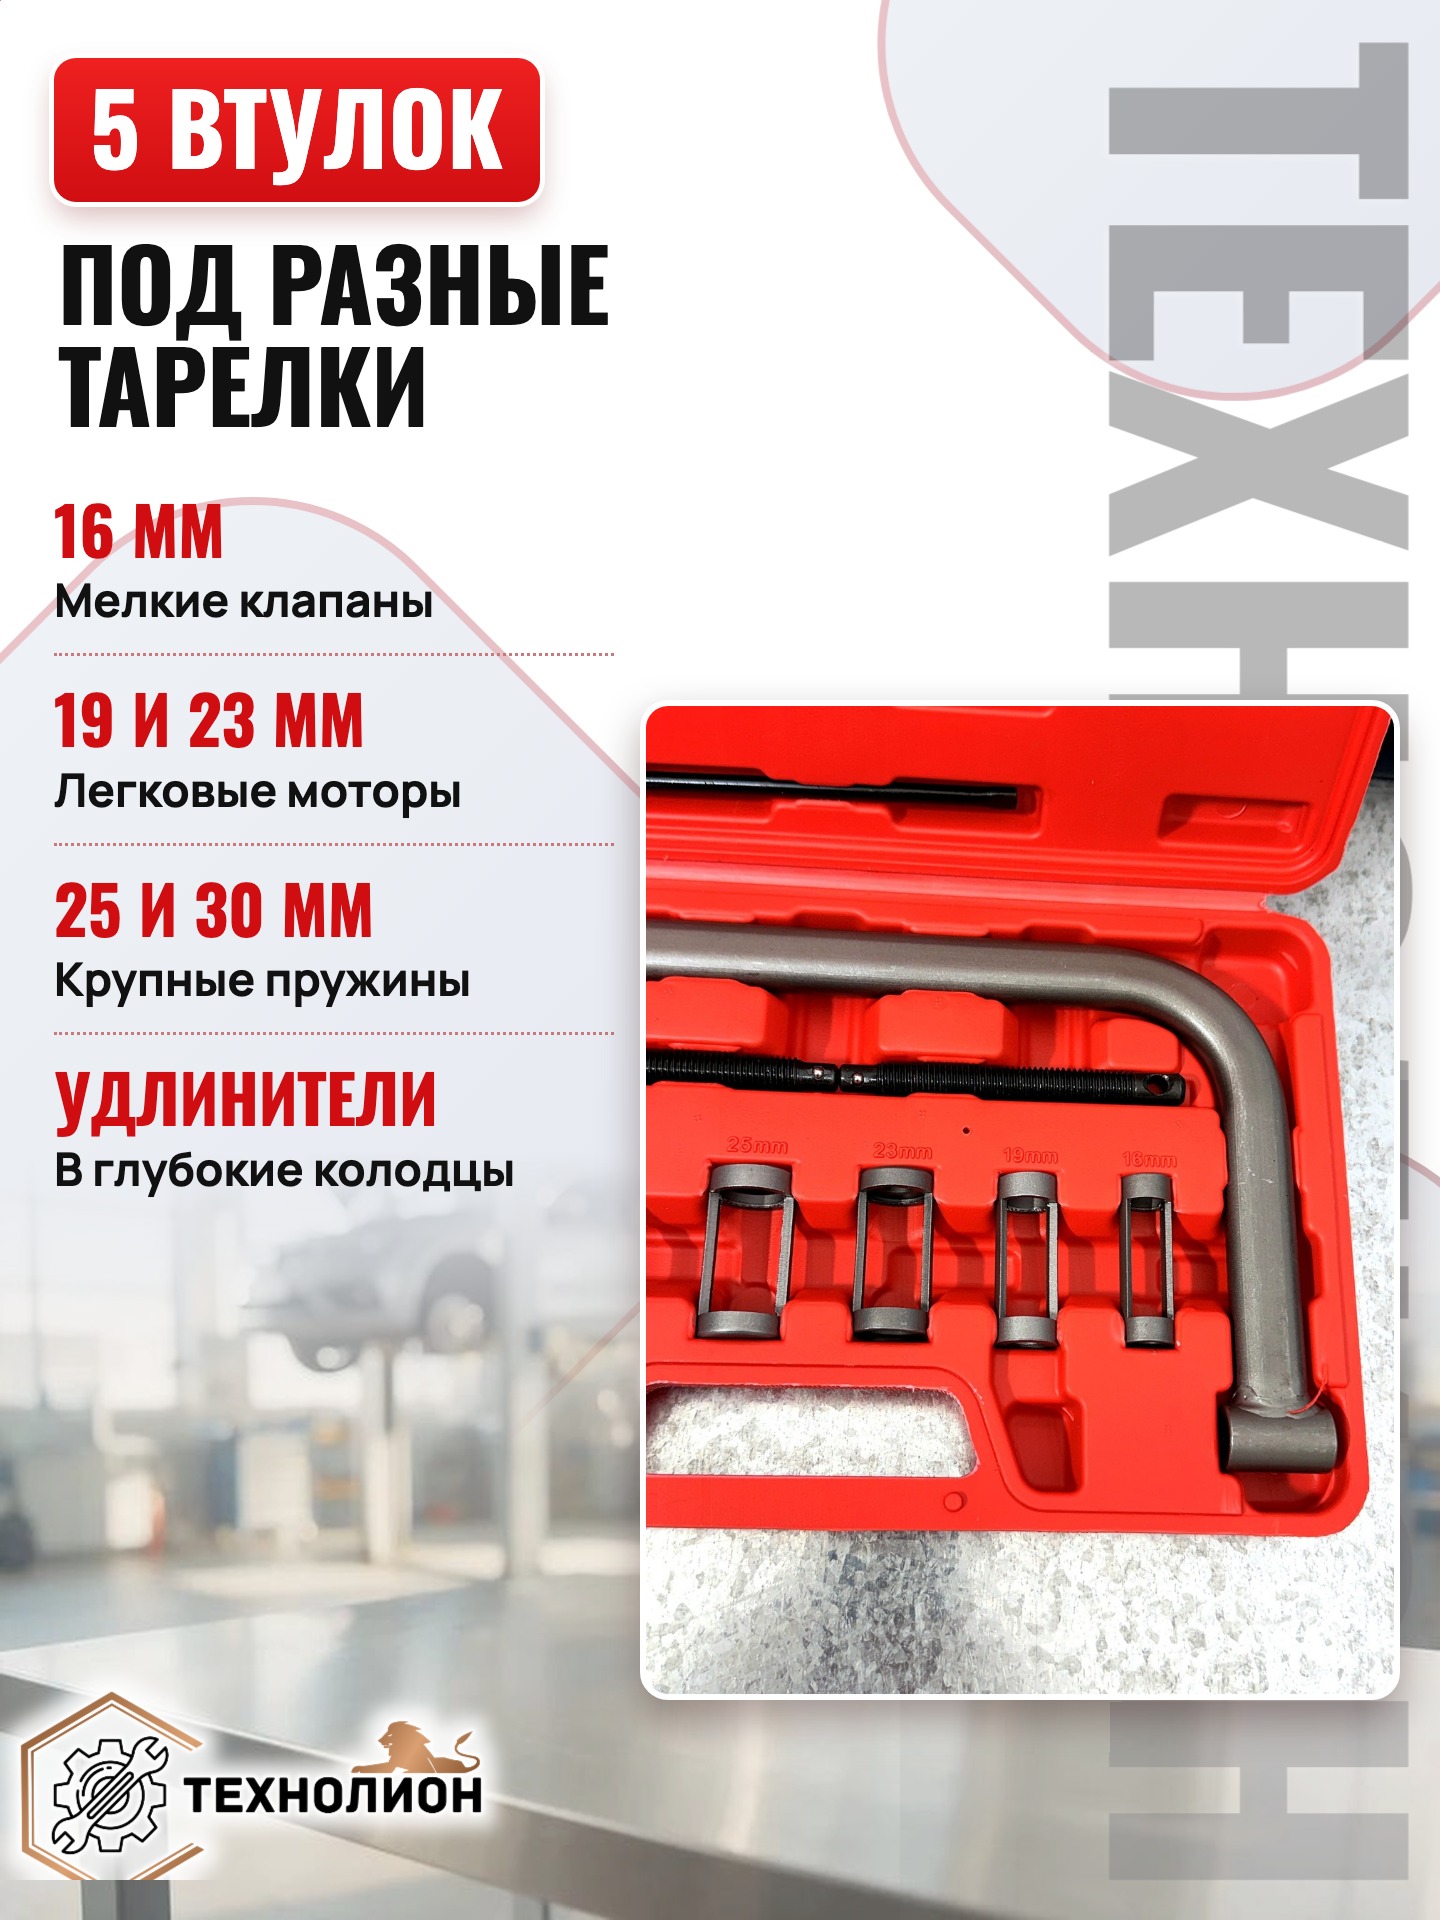 5 ВТУЛОК
ПОД РАЗНЫЕ
ТАРЕЛКИ
16 ММ
Мелкие клапаны
19 И 23 ММ
Легковые моторы
25 И 30 ММ
Крупные пружины
УДЛИНИТЕЛИ
В глубокие колодцы
25mm
23mm
19mm
16mm
ТЕХНОЛИОН